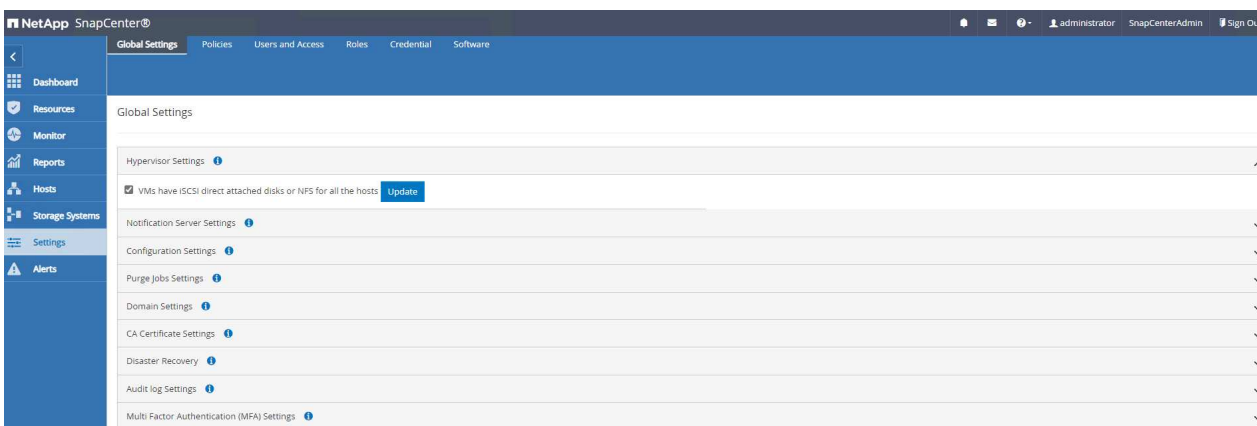 NetApp SnapCenter®
administrator SnapCenterAdmin Sign Ou
Global Settings Policies Users and Access Roles Credential Software
Dashboard
Resources
Monitor
Reports
Hosts
Storage Systems
Settings
Alerts
Global Settings
Hypervisor Settings
VMs have iSCSI direct attached disks or NFS for all the hosts Update
Notification Server Settings
Configuration Settings
Purge Jobs Settings
Domain Settings
CA Certificate Settings
Disaster Recovery
Audit log Settings
Multi Factor Authentication (MFA) Settings